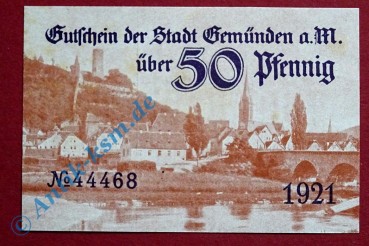 Gutschein der Stadt Gemünden a.M.
über 50 Pfennig
№44468
1921